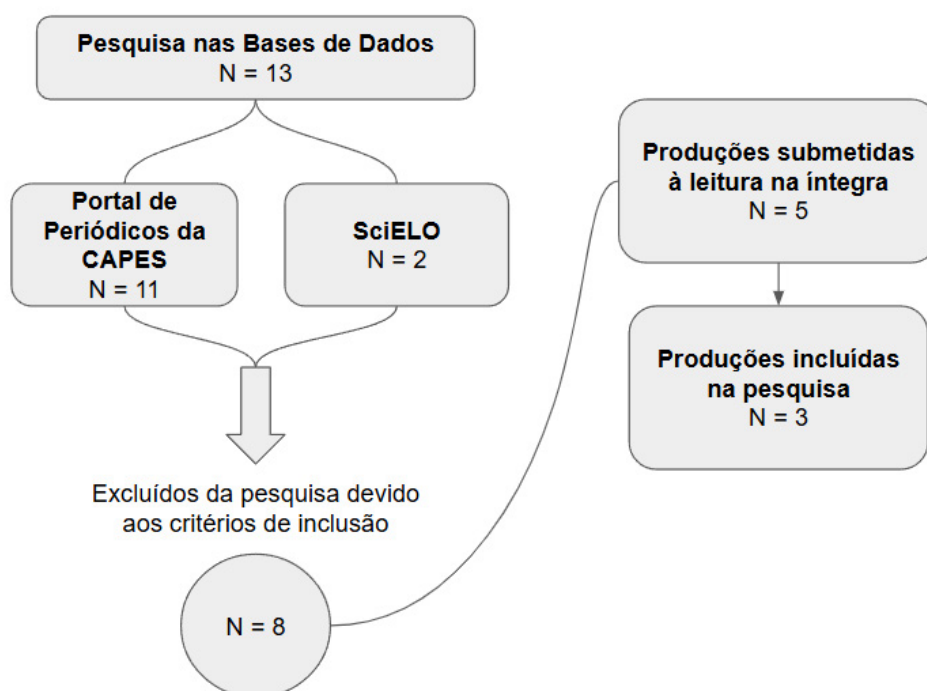 Pesquisa nas Bases de Dados
N = 13
Portal de
Periódicos da
CAPES
N = 11
SciELO
N = 2
Excluídos da pesquisa devido
aos critérios de inclusão
N = 8
Produções submetidas
à leitura na íntegra
N = 5
Produções incluídas
na pesquisa
N = 3